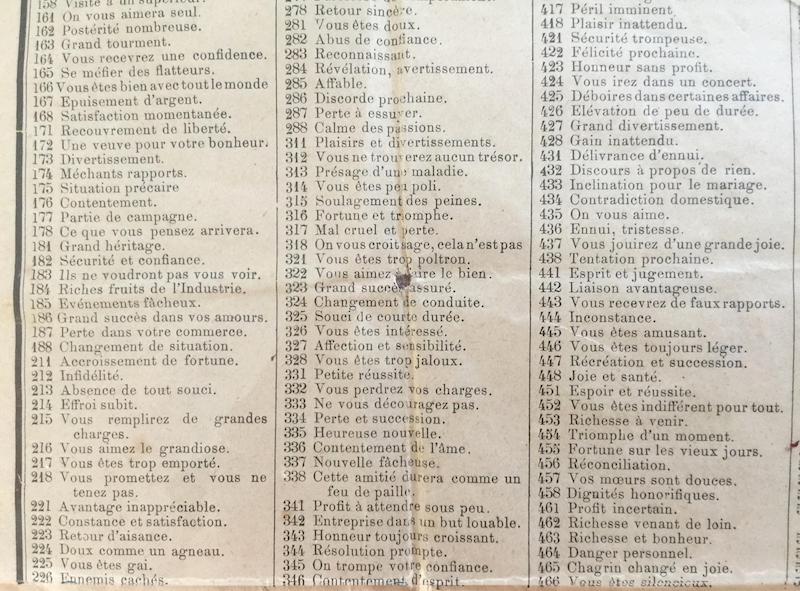 158 Visite à un supérieur.
161 On vous aimera seul.
162 Postérité nombreuse.
163 Grand tourment.
164 Vous recevrez une confidence.
165 Se méfier des flatteurs.
166 Vous êtes bien avec tout le monde
167 Epuisement d'argent.
168 Satisfaction momentanée.
171 Recouvrement de liberté.
172 Une veuve pour votre bonheur.
173 Divertissement.
174 Méchants rapports.
175 Situation précaire
176 Contentement.
177 Partie de campagne.
178 Ce que vous pensez arrivera.
181 Grand héritage.
182 Sécurité et confiance.
183 Ils ne voudront pas vous voir.
184 Riches fruits de l'Industrie.
185 Evénements fâcheux.
186 Grand succès dans vos amours.
187 Perte dans votre commerce.
188 Changement de situation.
211 Accroissement de fortune.
212 Infidélité.
213 Absence de tout souci.
214 Effroi subit.
215 Vous remplirez de grandes
charges.
216 Vous aimez le grandiose.
217 Vous êtes trop emporté.
218 Vous promettez et vous ne
tenez pas.
221 Avantage inappréciable.
222 Constance et satisfaction.
223 Retour d'aisance.
224 Doux comme un agneau.
225 Vous êtes gai.
226 Ennemis cachés.
278 Retour sincère.
281 Vous êtes doux.
282 Abus de confiance.
283 Reconnaissant.
284 Révélation, avertissement.
285 Affable.
286 Discorde prochaine.
287 Perte à essuyer.
288 Calme des passions.
311 Plaisirs et divertissements.
312 Vous ne trouverez aucun trésor.
313 Présage d'une maladie.
314 Vous êtes peu poli.
315 Soulagement des peines.
316 Fortune et triomphe.
317 Mal cruel et perte.
318 On vous croit sage, cela n'est pas
321 Vous êtes trop poltron.
322 Vous aimez faire le bien.
323 Grand succès assuré.
324 Changement de conduite.
325 Souci de courte durée.
326 Vous êtes intéressé.
327 Affection et sensibilité.
328 Vous êtes trop jaloux.
331 Petite réussite.
332 Vous perdrez vos charges.
333 Ne vous découragez pas.
334 Perte et succession.
335 Heureuse nouvelle.
336 Contentement de l'âme.
337 Nouvelle fâcheuse.
338 Cette amitié durera comme un
feu de paille.
341 Profit à attendre sous peu.
342 Entreprise dans un but louable.
343 Honneur toujours croissant.
344 Résolution prompte.
345 On trompe votre confiance.
346 Contentement d'esprit.
417 Péril imminent
418 Plaisir inattendu.
421 Sécurité trompeuse.
422 Félicité prochaine.
423 Honneur sans profit.
424 Vous irez dans un concert.
425 Déboires dans certaines affaires.
426 Elévation de peu de durée.
427 Grand divertissement.
428 Gain inattendu.
431 Délivrance d'ennui.
432 Discours à propos de rien.
433 Inclination pour le mariage.
434 Contradiction domestique.
435 On vous aime.
436 Ennui, tristesse.
437 Vous jouirez d'une grande joie.
438 Tentation prochaine.
441 Esprit et jugement.
442 Liaison avantageuse.
443 Vous recevrez de faux rapports.
444 Inconstance.
445 Vous êtes amusant.
446 Vous êtes toujours léger.
447 Récréation et succession.
448 Joie et santé.
451 Espoir et réussite.
452 Vous êtes indifférent pour tout.
453 Richesse à venir.
454 Triomphe d'un moment.
455 Fortune sur les vieux jours.
456 Réconciliation.
457 Vos mœurs sont douces.
458 Dignités honorifiques.
461 Profit incertain.
462 Richesse venant de loin.
463 Richesse et bonheur.
464 Danger personnel.
465 Chagrin changé en joie.
466 Vous êtes silencieux.